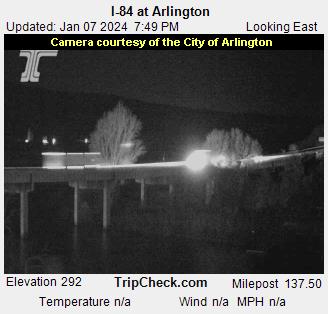 I-84 at Arlington
Updated: Jan 07 2024 7:49 PM Looking East
Camera courtesy of the City of Arlington
Elevation 292 TripCheck.com Milepost 137.50
Temperature n/a Wind n/a MPH n/a